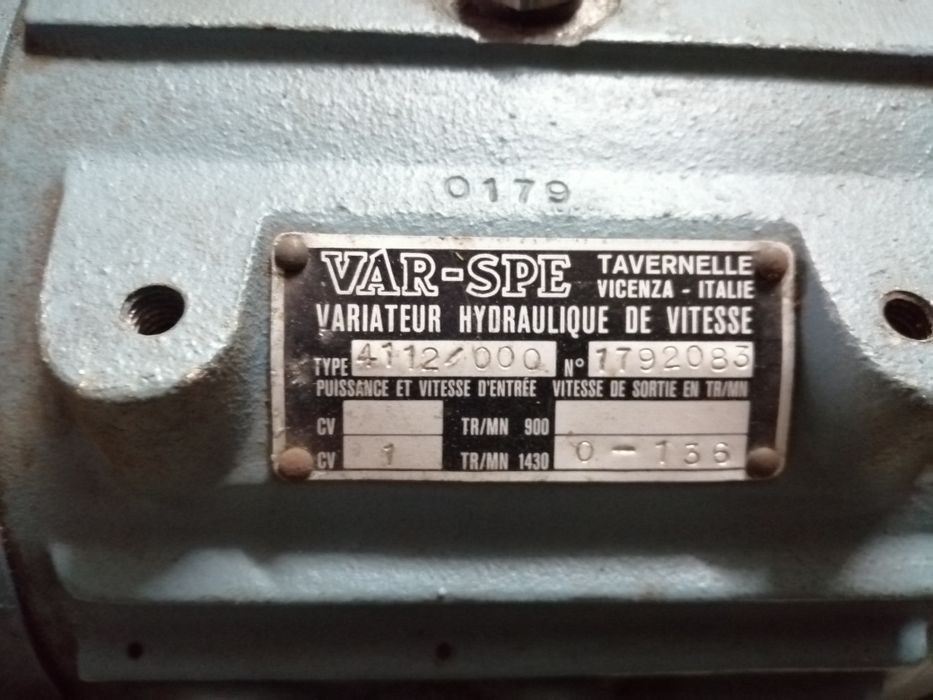 0179
VAR-SPE TAVERNELLE
VICENZA - ITALIE
VARIATEUR HYDRAULIQUE DE VITESSE
TYPE 4112/000 N° 1792083
PUISSANCE ET VITESSE D'ENTRÉE VITESSE DE SORTIE EN TR/MN
CV TR/MN 900
CV 1 TR/MN 1430 0-136